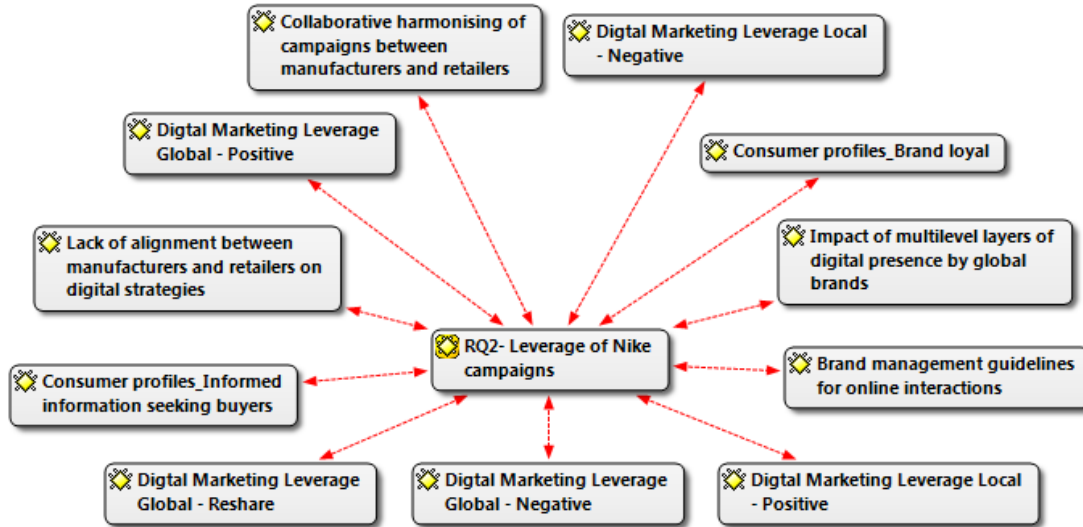 Collaborative harmonising of
campaigns between
manufacturers and retailers
Digtal Marketing Leverage Local
- Negative
Digtal Marketing Leverage
Global - Positive
Consumer profiles_Brand loyal
Lack of alignment between
manufacturers and retailers on
digital strategies
Impact of multilevel layers of
digital presence by global
brands
RQ2- Leverage of Nike
campaigns
Consumer profiles_Informed
information seeking buyers
Brand management guidelines
for online interactions
Digtal Marketing Leverage
Global - Reshare
Digtal Marketing Leverage
Global - Negative
Digtal Marketing Leverage Local
- Positive